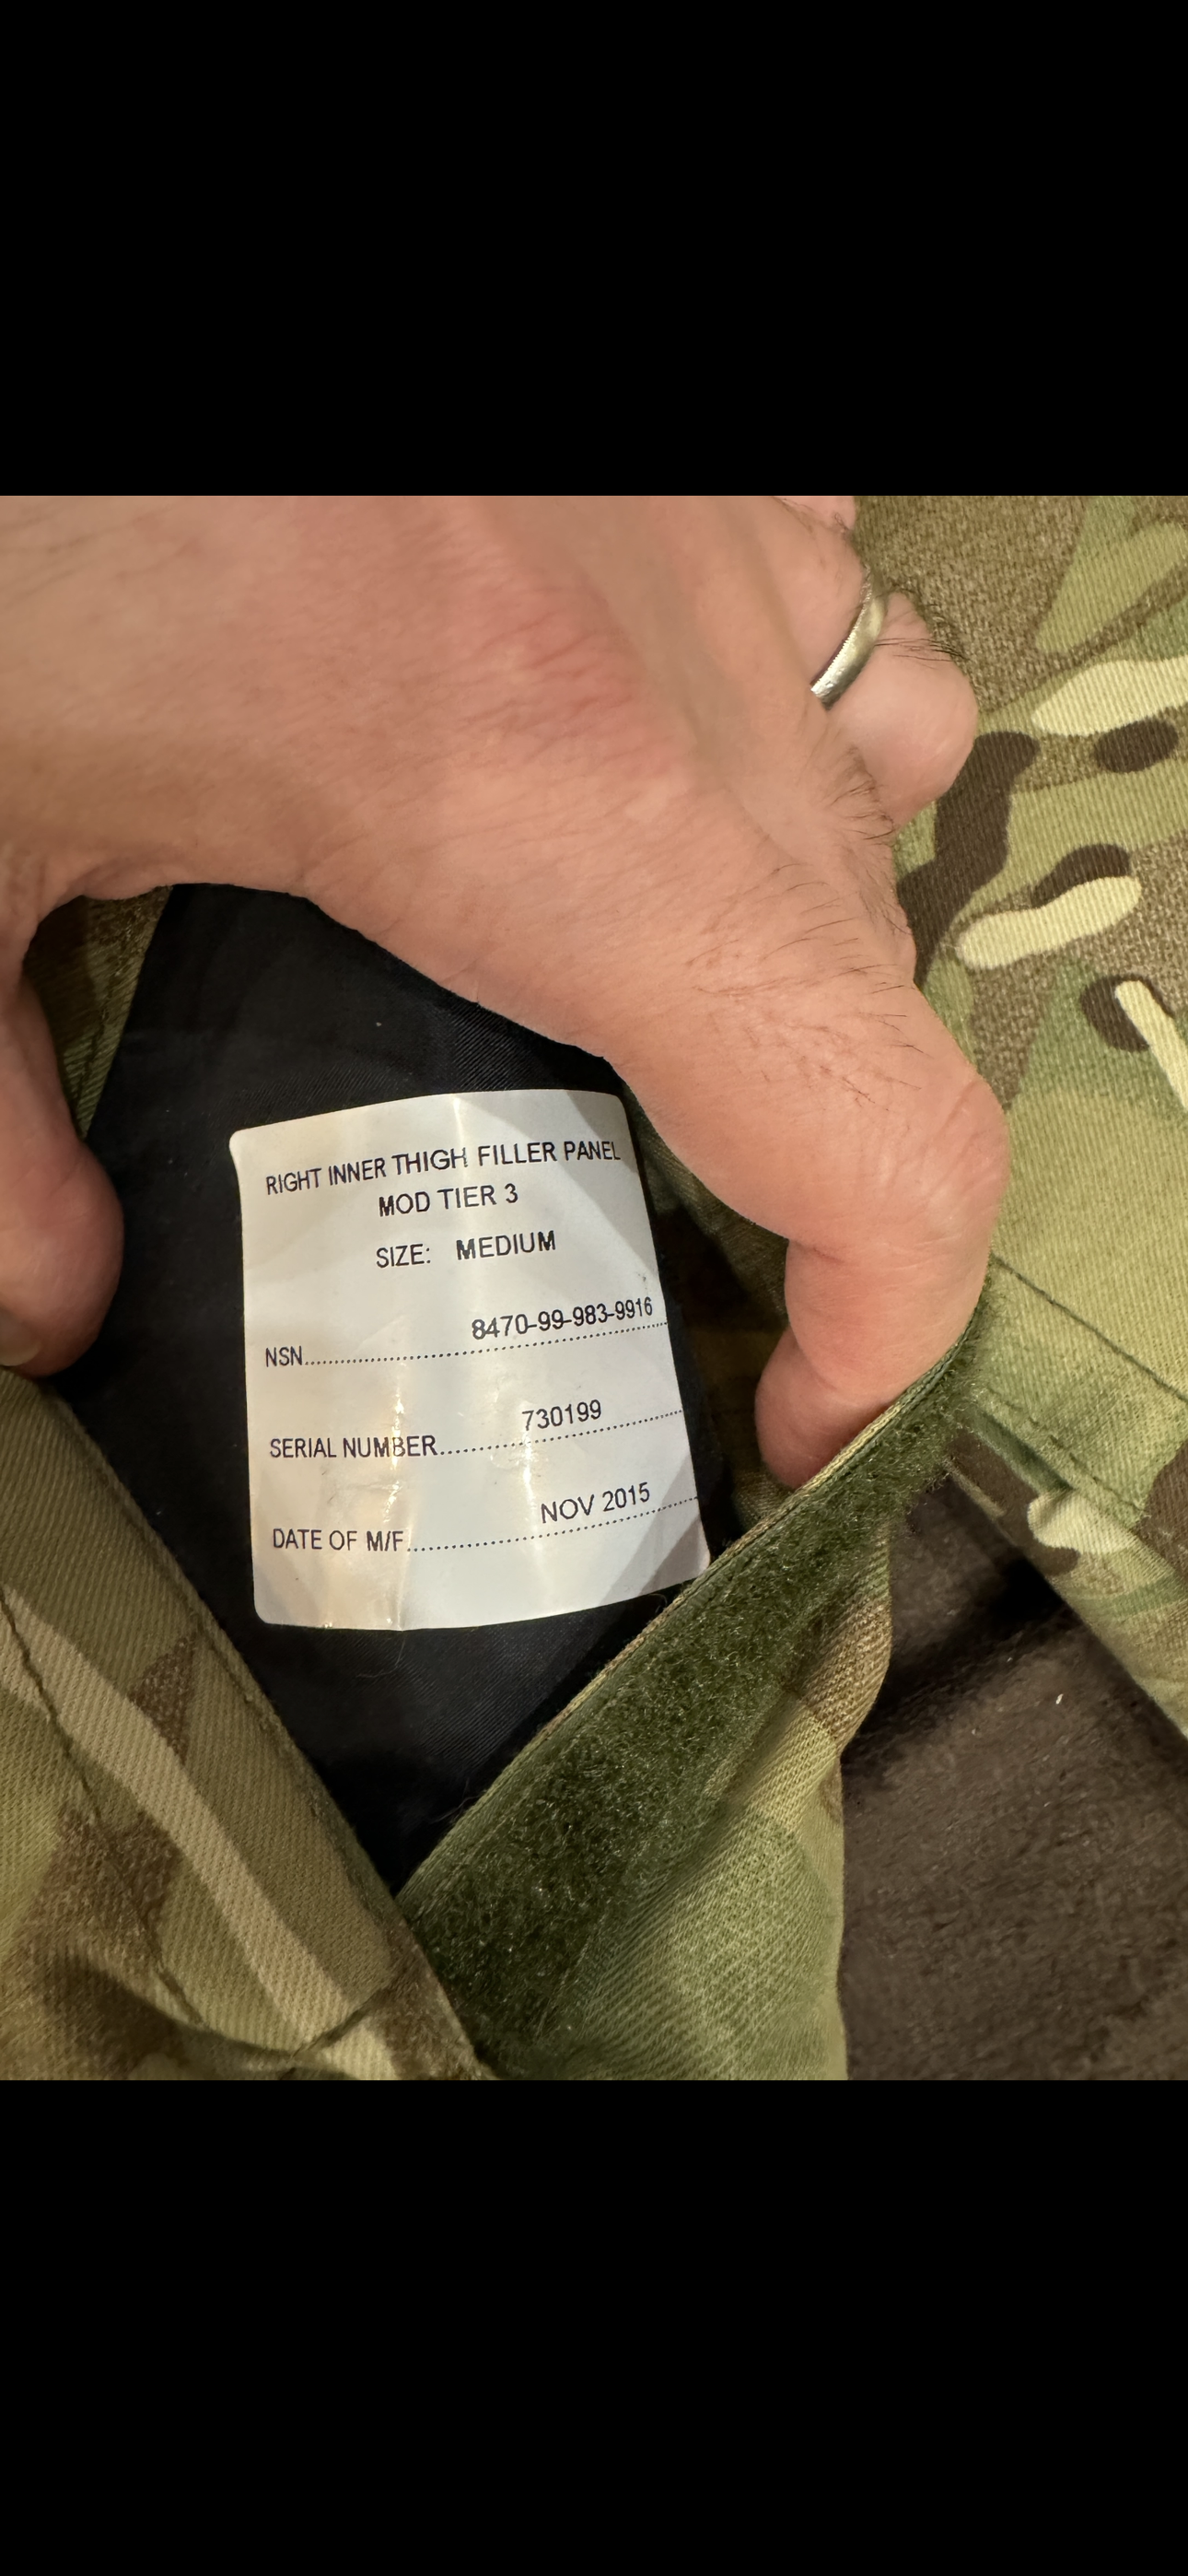 RIGHT INNER THIGH FILLER PANEL
MOD TIER 3
SIZE: MEDIUM
NSN........................................8470-99-983-9916
SERIAL NUMBER........................730199
DATE OF M/F............................NOV 2015